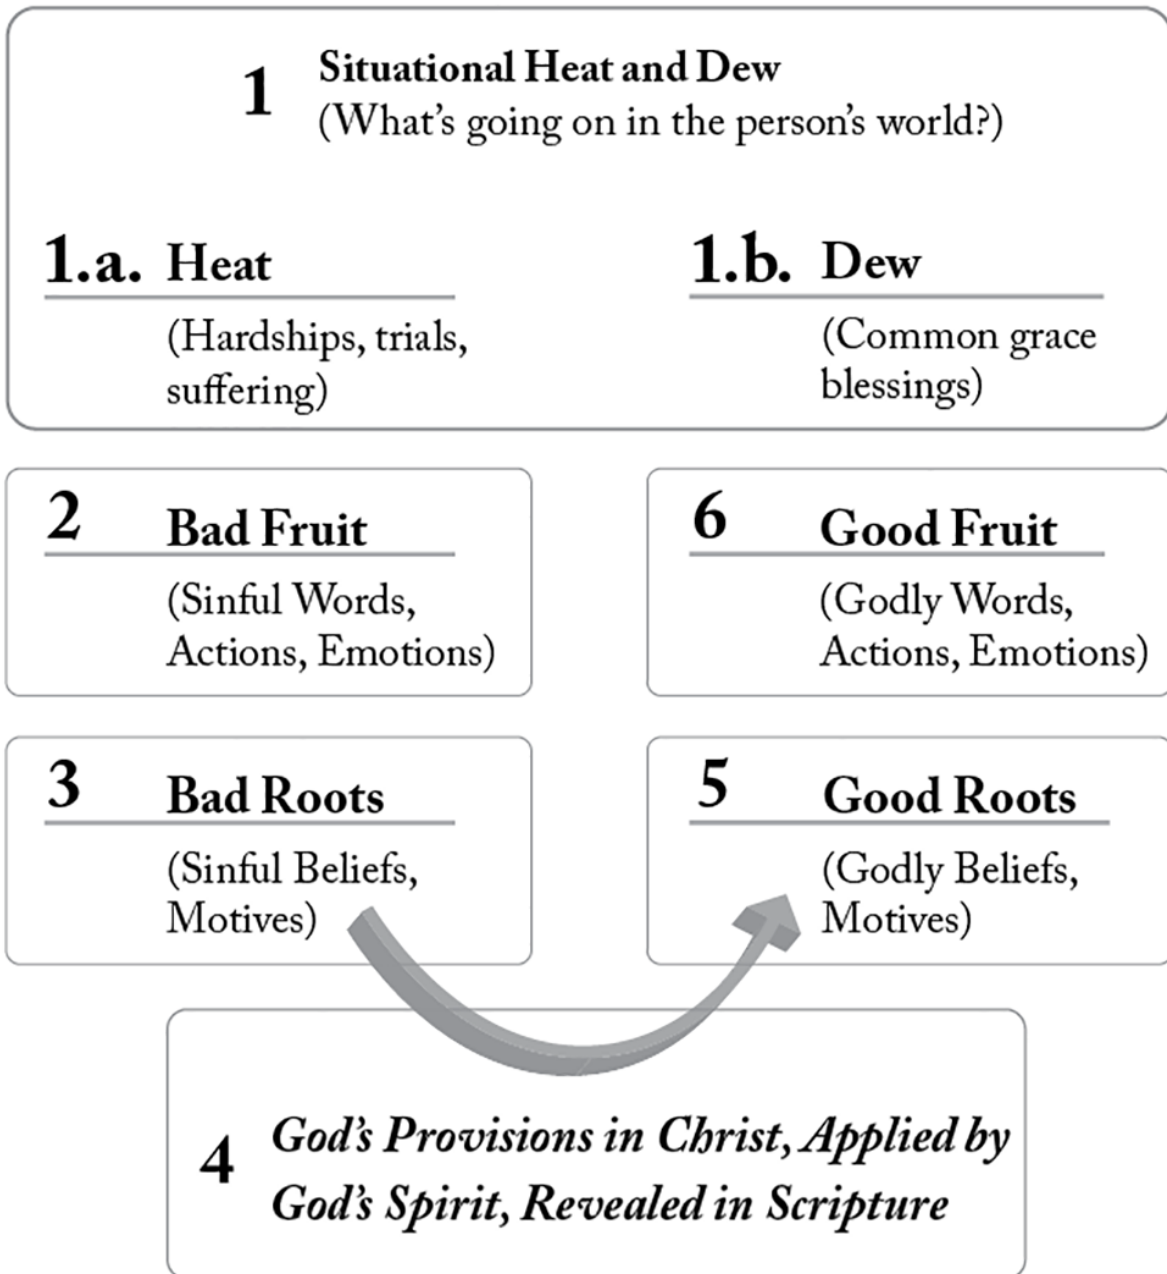 1 Situational Heat and Dew
(What’s going on in the person’s world?)
1.a. Heat
(Hardships, trials,
suffering)
1.b. Dew
(Common grace
blessings)
2 Bad Fruit
(Sinful Words,
Actions, Emotions)
6 Good Fruit
(Godly Words,
Actions, Emotions)
3 Bad Roots
(Sinful Beliefs,
Motives)
5 Good Roots
(Godly Beliefs,
Motives)
4 God’s Provisions in Christ, Applied by
God’s Spirit, Revealed in Scripture